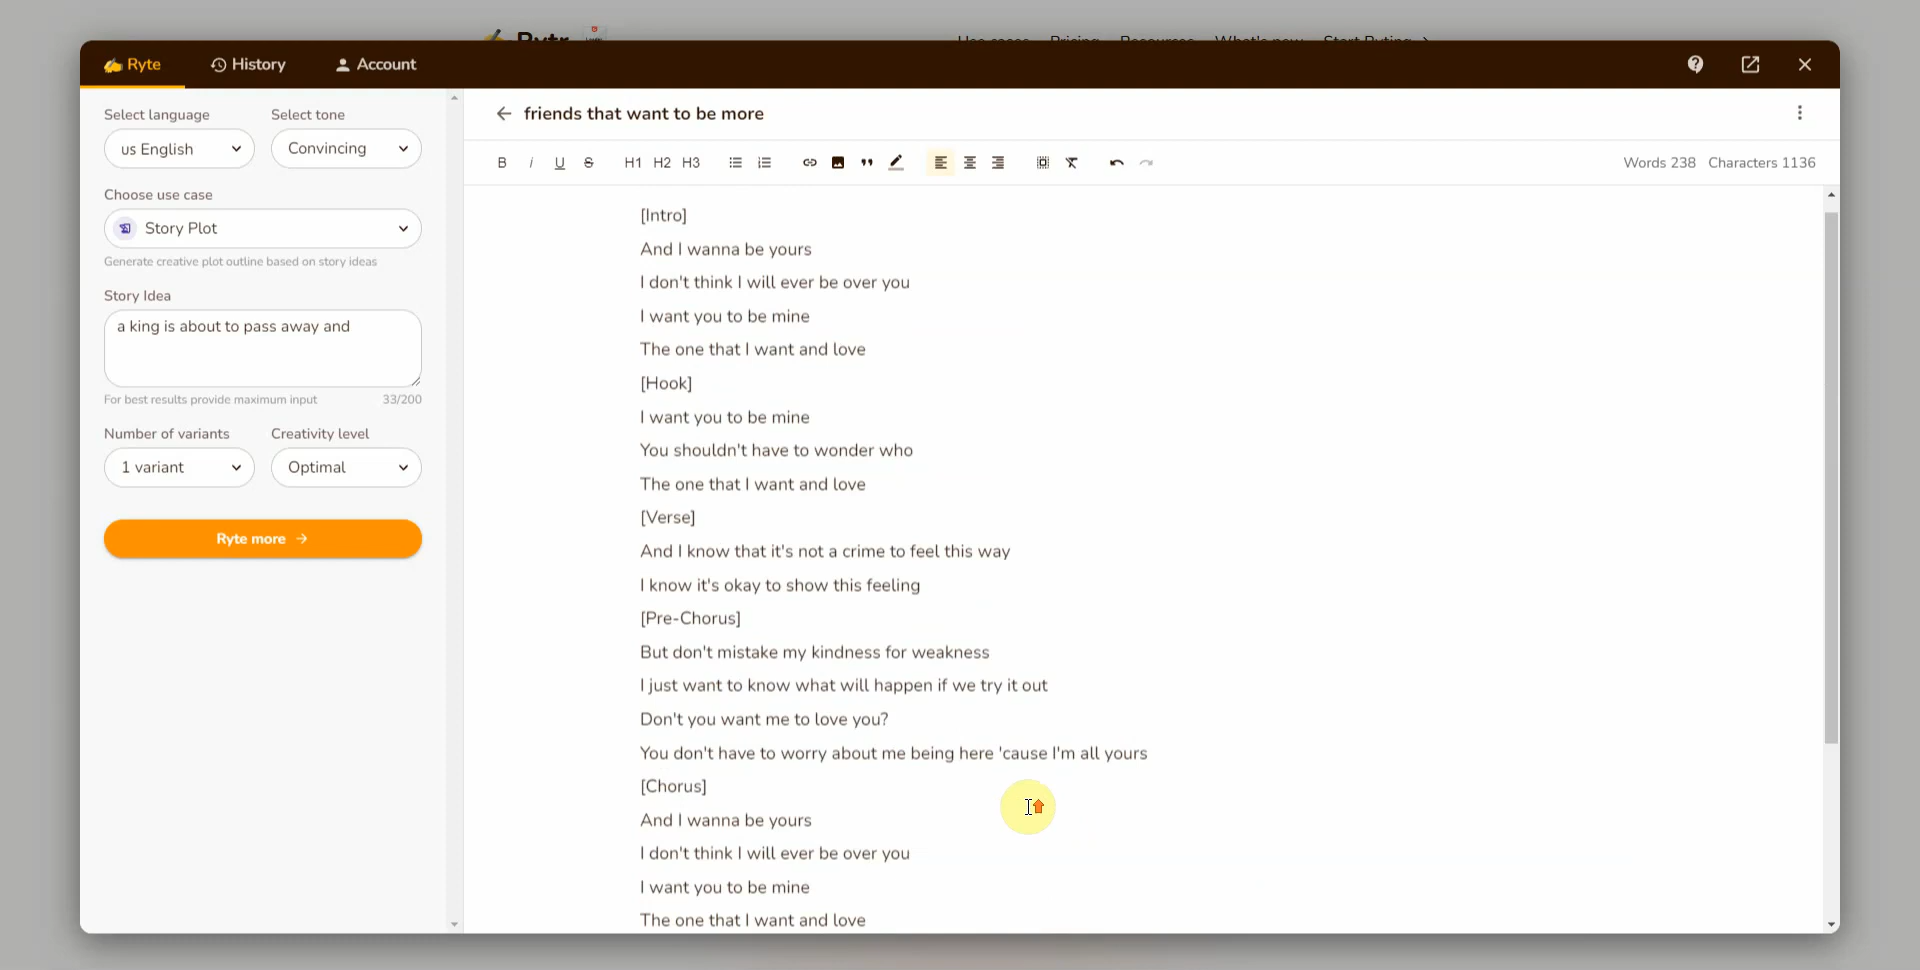 Rytr
Use cases Pricing Resources What's new Start Ryting
Ryte History Account
Select language Select tone
us English Convincing
Choose use case
Story Plot
Generate creative plot outline based on story ideas
Story Idea
a king is about to pass away and
For best results provide maximum input 33/200
Number of variants Creativity level
1 variant Optimal
Ryte more →
friends that want to be more
B i U S H1 H2 H3
Words 238 Characters 1136
[Intro]
And I wanna be yours
I don't think I will ever be over you
I want you to be mine
The one that I want and love
[Hook]
I want you to be mine
You shouldn't have to wonder who
The one that I want and love
[Verse]
And I know that it's not a crime to feel this way
I know it's okay to show this feeling
[Pre-Chorus]
But don't mistake my kindness for weakness
I just want to know what will happen if we try it out
Don't you want me to love you?
You don't have to worry about me being here 'cause I'm all yours
[Chorus]
And I wanna be yours
I don't think I will ever be over you
I want you to be mine
The one that I want and love